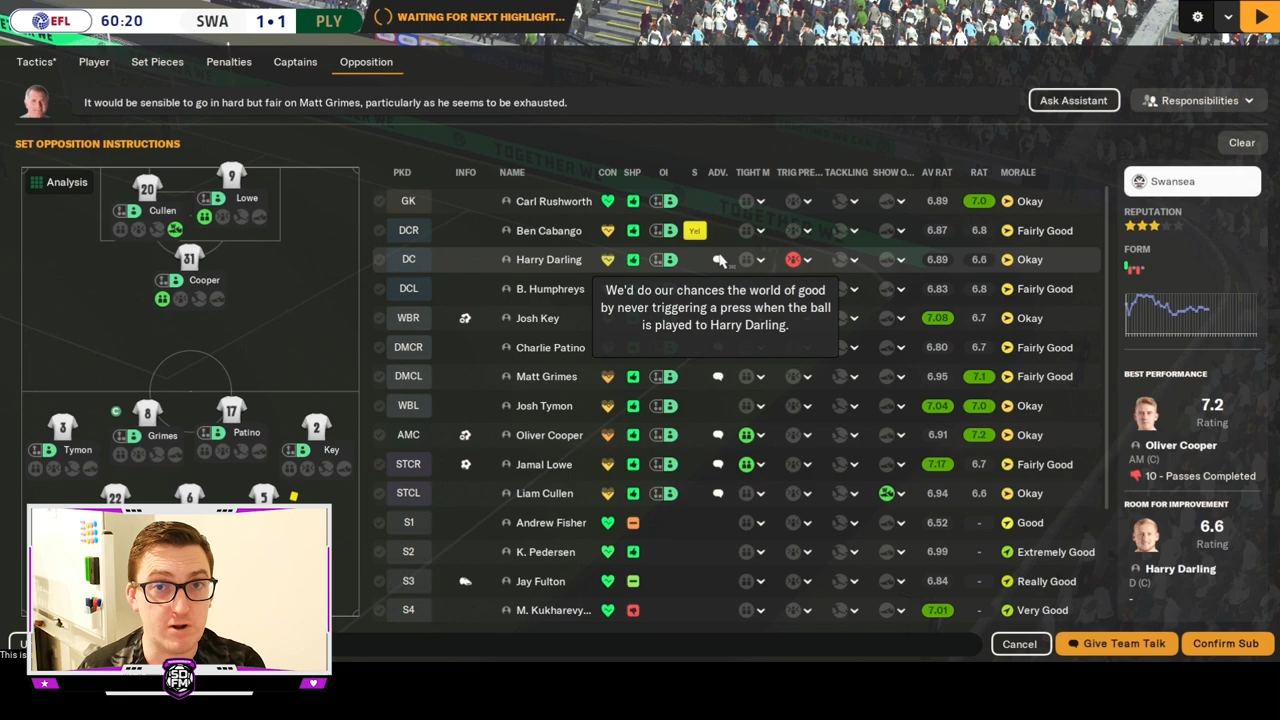 EFL 60:20 SWA 1 • 1 PLY WAITING FOR NEXT HIGHLIGHT...
Tactics* Player Set Pieces Penalties Captains Opposition
It would be sensible to go in hard but fair on Matt Grimes, particularly as he seems to be exhausted.
Ask Assistant Responsibilities
SET OPPOSITION INSTRUCTIONS
Clear
Analysis
20 Cullen
9 Lowe
31 Cooper
3 Tymon
C 8 Grimes
17 Patino
2 Key
22 6 5
PKD INFO NAME CON SHP OI S ADV. TIGHT M TRIG PRE... TACKLING SHOW O... AV RAT RAT MORALE
GK Carl Rushworth 6.89 7.0 Okay
DCR Ben Cabango Yel 6.87 6.8 Fairly Good
DC Harry Darling 6.89 6.6 Okay
DCL B. Humphreys 6.83 6.8 Fairly Good
WBR Josh Key 7.08 6.7 Okay
DMCR Charlie Patino 6.80 6.7 Fairly Good
DMCL Matt Grimes 6.95 7.1 Fairly Good
WBL Josh Tymon 7.04 7.0 Okay
AMC Oliver Cooper 6.91 7.2 Okay
STCR Jamal Lowe 7.17 6.7 Fairly Good
STCL Liam Cullen 6.94 6.6 Okay
S1 Andrew Fisher 6.52 - Good
S2 K. Pedersen 6.99 - Extremely Good
S3 Jay Fulton 6.84 - Really Good
S4 M. Kukharevy... 7.01 - Very Good
We'd do our chances the world of good
by never triggering a press when the ball
is played to Harry Darling.
Swansea
REPUTATION
FORM
BEST PERFORMANCE
7.2
Rating
Oliver Cooper
AM (C)
10 - Passes Completed
ROOM FOR IMPROVEMENT
6.6
Rating
Harry Darling
D (C)
-
This is
Cancel Give Team Talk Confirm Sub
SDFM